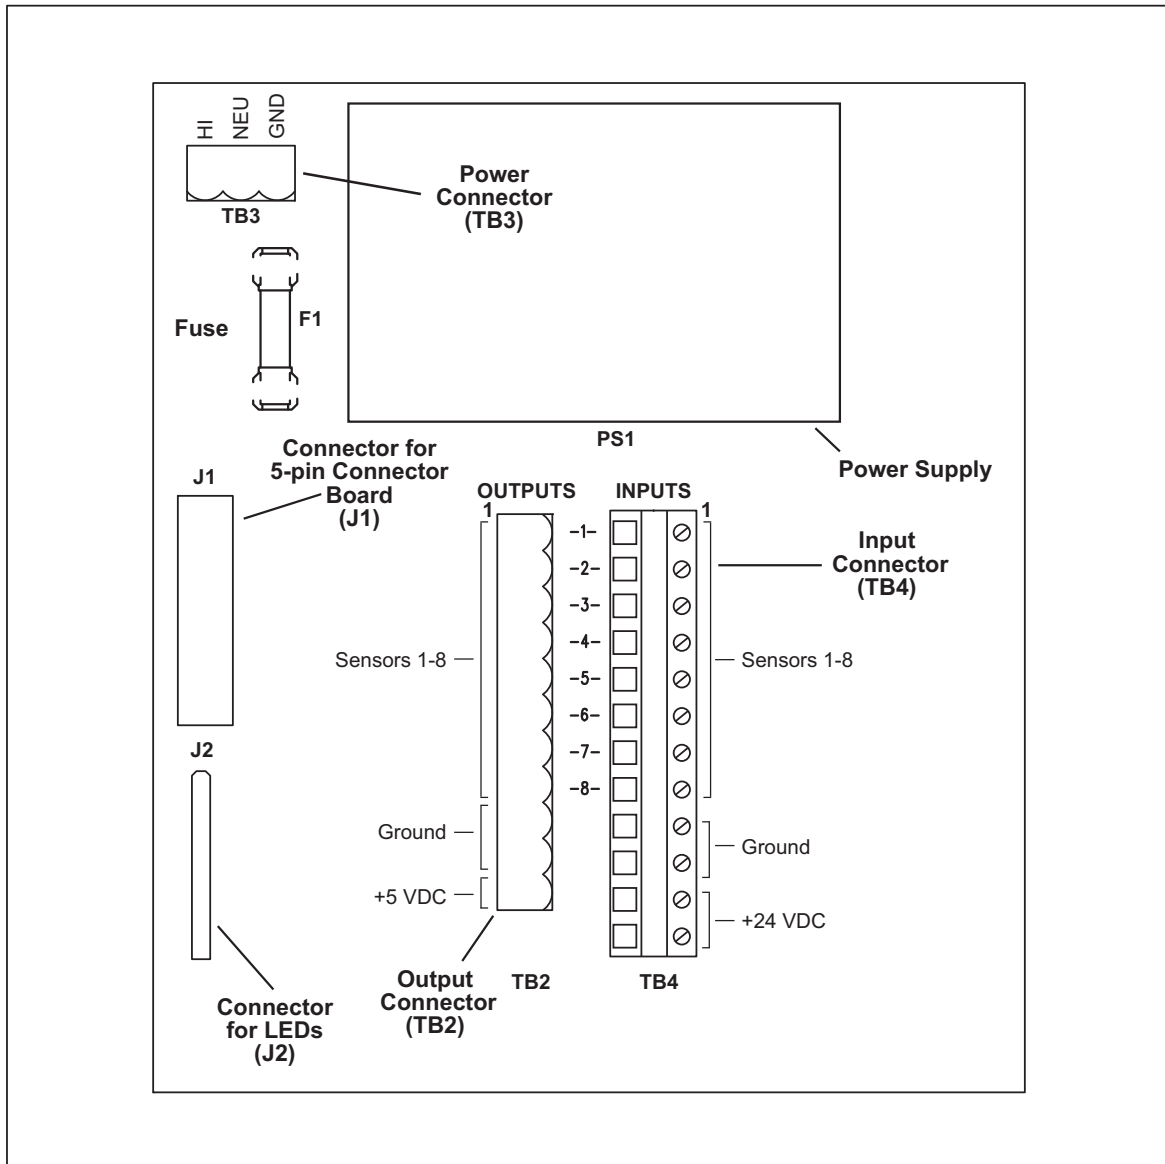 HI
NEU
GND
TB3
Power
Connector
(TB3)
Fuse
F1
PS1
Power Supply
Connector for
5-pin Connector
Board
(J1)
J1
OUTPUTS
INPUTS
1
1
-1-
-2-
-3-
-4-
-5-
-6-
-7-
-8-
Input
Connector
(TB4)
Sensors 1-8
Sensors 1-8
J2
Ground
Ground
+5 VDC
+24 VDC
Output
Connector
(TB2)
TB2
TB4
Connector
for LEDs
(J2)